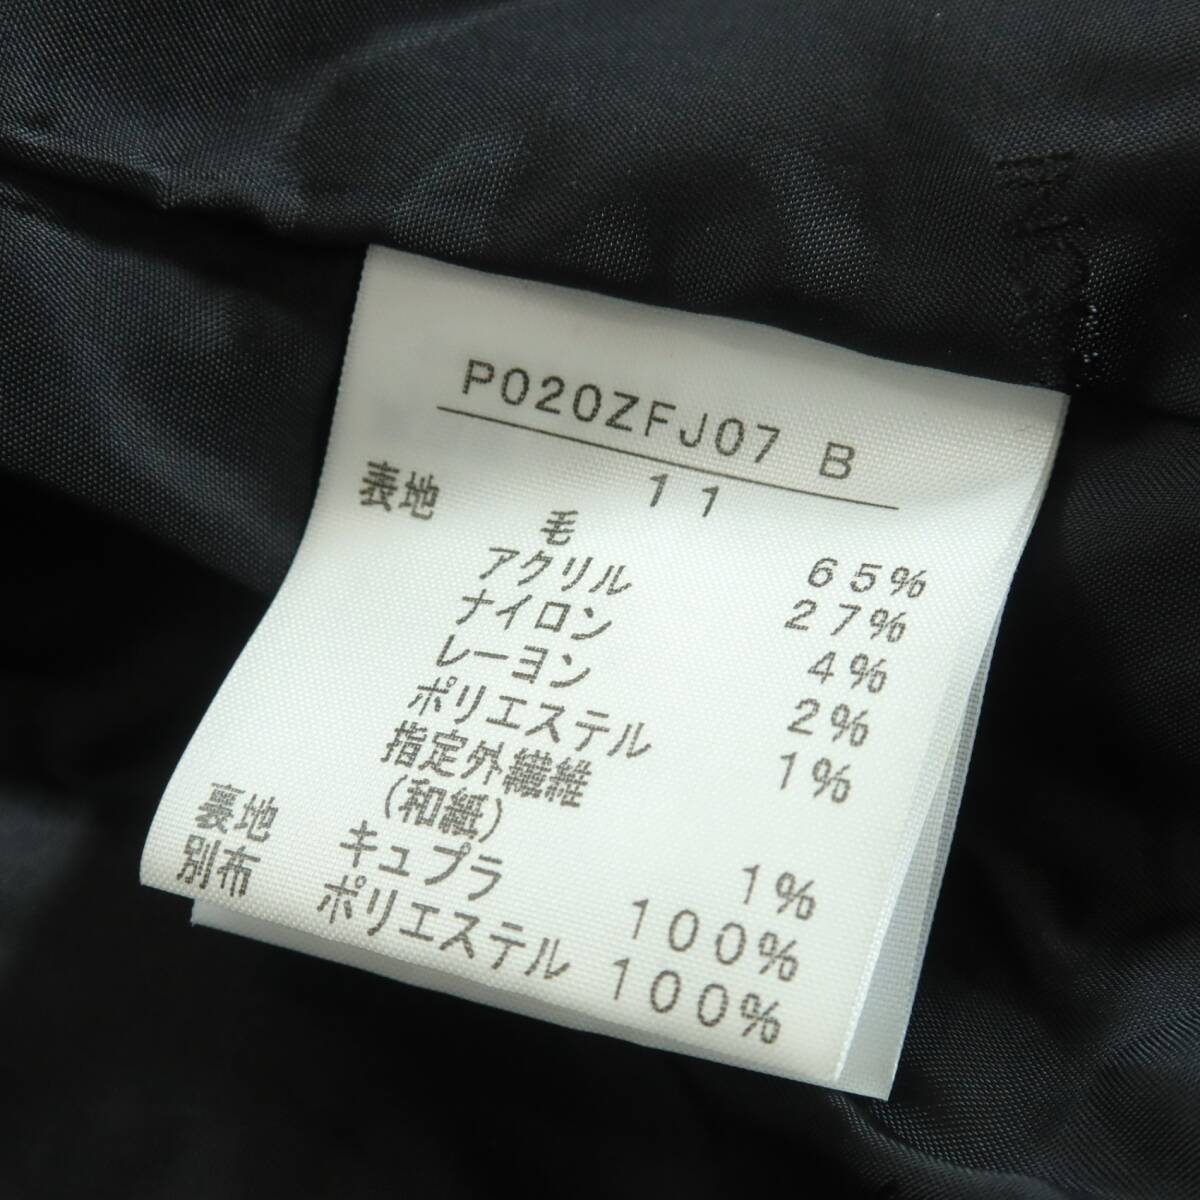 P020ZFJ07 B
11
表地
毛 65%
アクリル 27%
ナイロン 4%
レーヨン 2%
ポリエステル 1%
指定外繊維
(和紙) 1%
裏地 キュプラ 100%
別布 ポリエステル 100%